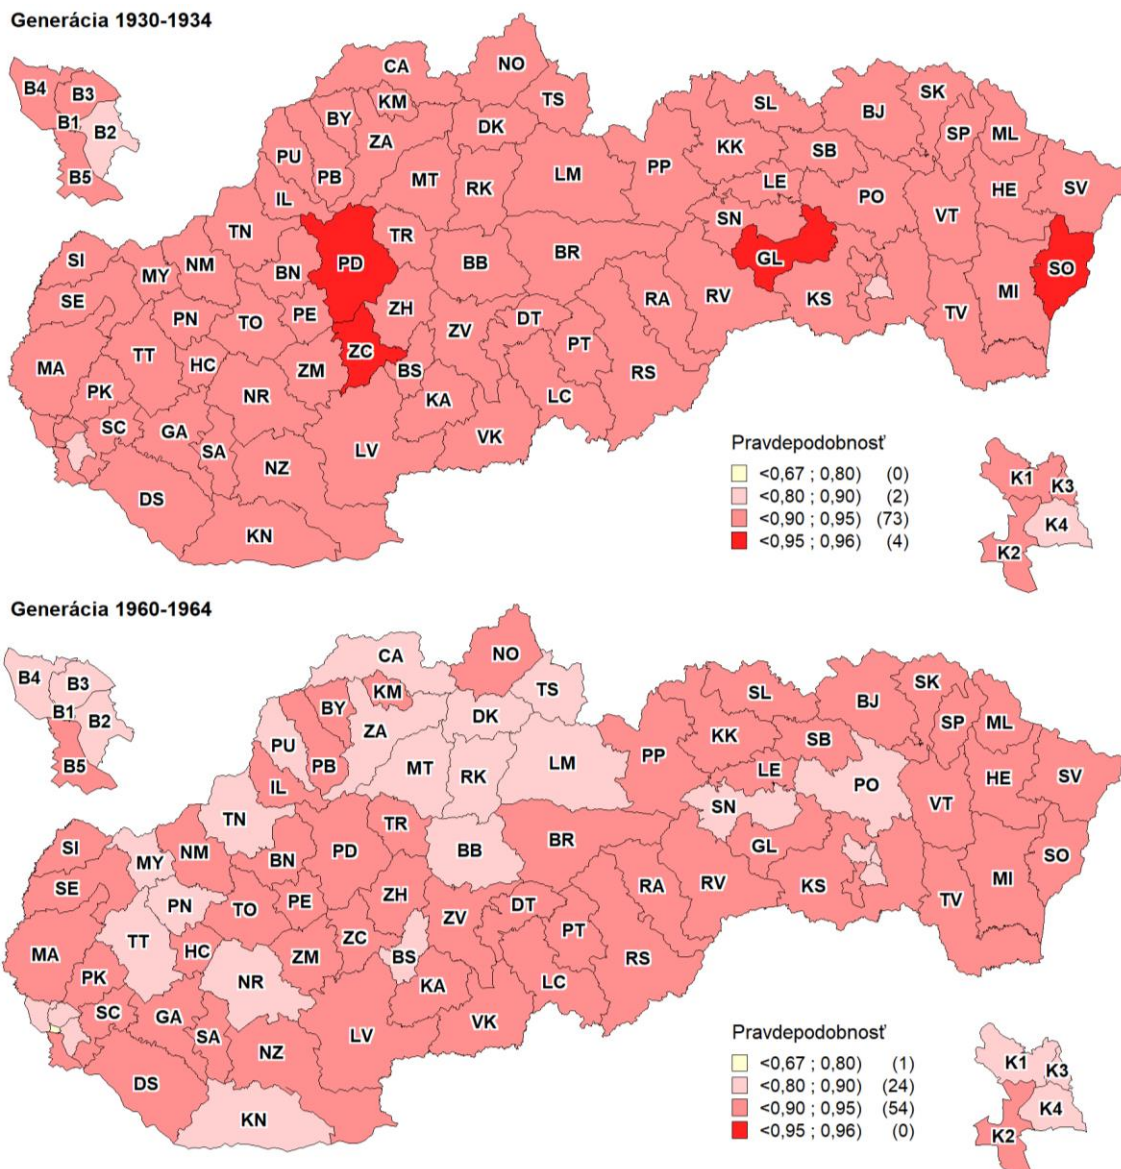 Generácia 1930-1934
CA
NO
B4
B3
KM
TS
BY
SL
BJ
SK
B1
B2
ZA
DK
SP
ML
PU
KK
SB
B5
PB
MT
RK
LM
PP
LE
HE
SV
IL
PO
TN
SN
VT
TR
SI
MY
NM
BN
PD
BB
BR
GL
SO
SE
PN
TO
PE
ZH
RA
RV
KS
MI
TV
ZV
DT
MA
TT
HC
ZC
PT
PK
ZM
BS
RS
NR
KA
LC
SC
GA
SA
VK
LV
NZ
DS
KN
Pravdepodobnosť
<0,67 ; 0,80) (0)
<0,80 ; 0,90) (2)
<0,90 ; 0,95) (73)
<0,95 ; 0,96) (4)
K1
K3
K4
K2
Generácia 1960-1964
CA
NO
B4
B3
KM
TS
BY
SL
BJ
SK
B1
B2
ZA
DK
SP
ML
PU
KK
SB
B5
PB
MT
RK
LM
PP
LE
HE
SV
IL
PO
TN
SN
VT
TR
SI
MY
NM
BN
PD
BB
BR
GL
SO
SE
PN
TO
PE
ZH
RA
RV
KS
MI
TV
ZV
DT
MA
TT
HC
ZC
PT
PK
ZM
BS
RS
NR
KA
LC
SC
GA
SA
VK
LV
NZ
DS
KN
Pravdepodobnosť
<0,67 ; 0,80) (1)
<0,80 ; 0,90) (24)
<0,90 ; 0,95) (54)
<0,95 ; 0,96) (0)
K1
K3
K4
K2